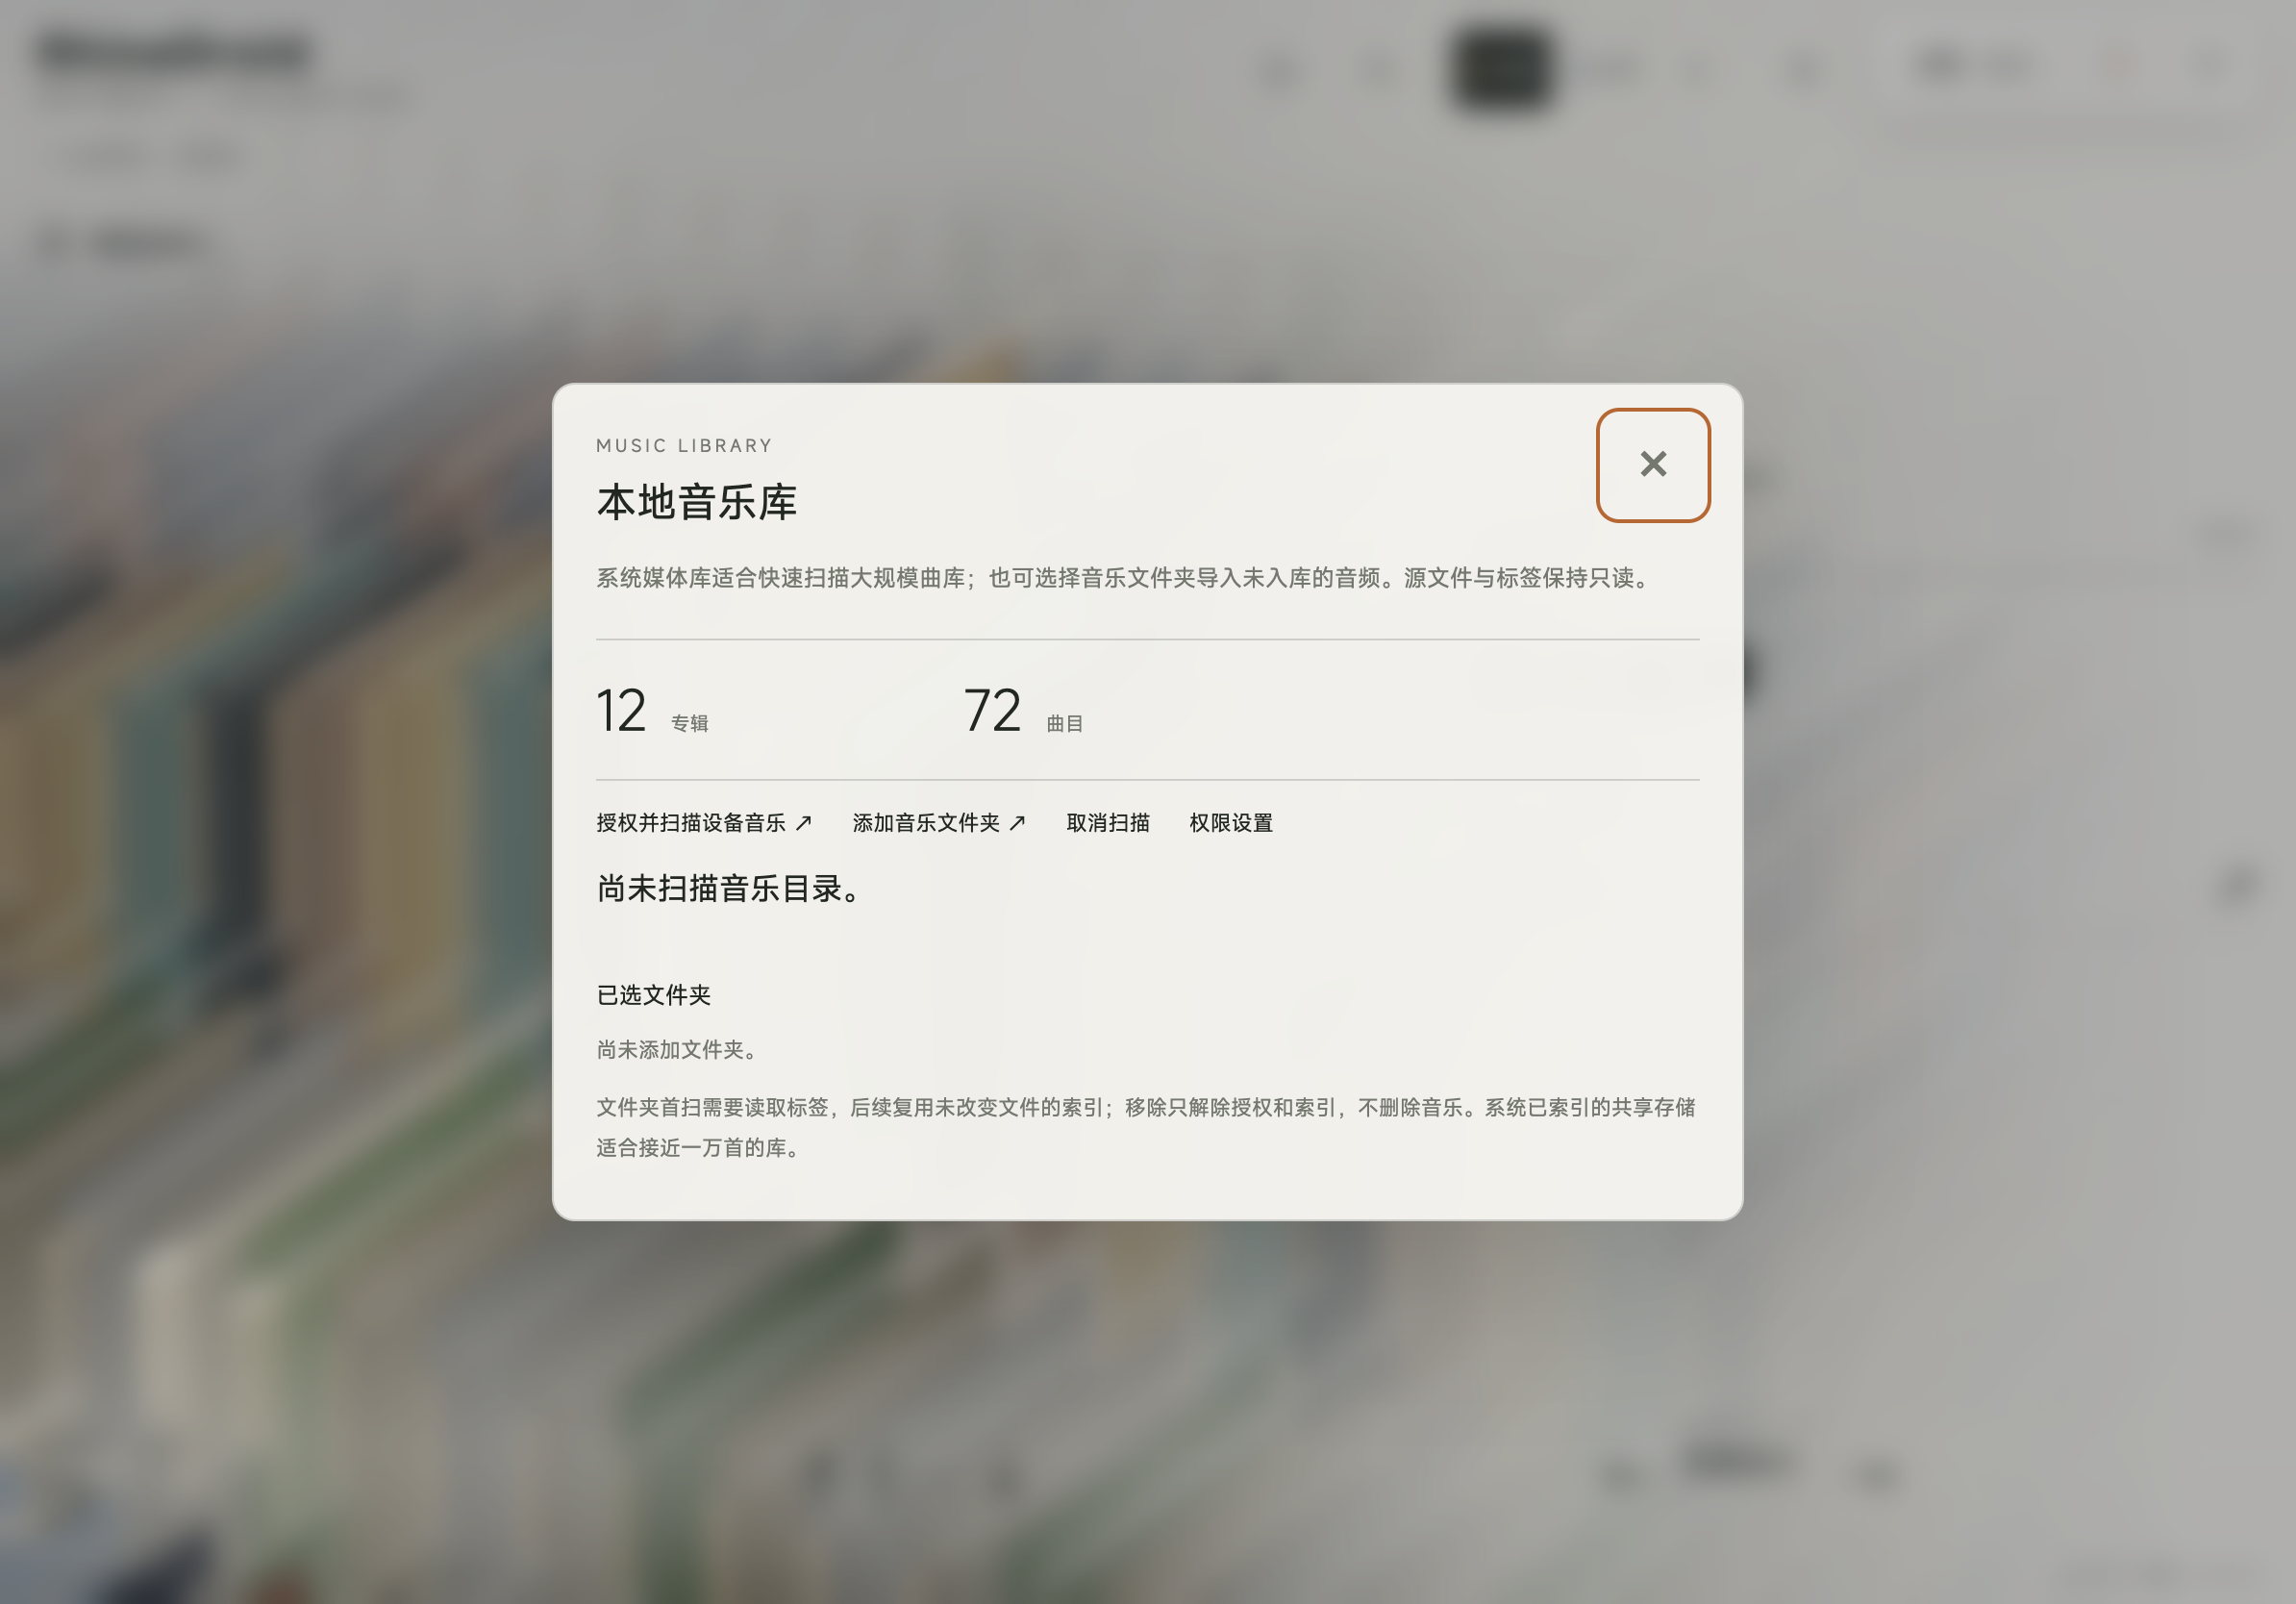 MUSIC LIBRARY
本地音乐库
系统媒体库适合快速扫描大规模曲库；也可选择音乐文件夹导入未入库的音频。源文件与标签保持只读。
12 专辑 72 曲目
授权并扫描设备音乐 ↗ 添加音乐文件夹 ↗ 取消扫描 权限设置
尚未扫描音乐目录。
已选文件夹
尚未添加文件夹。
文件夹首扫需要读取标签，后续复用未改变文件的索引；移除只解除授权和索引，不删除音乐。系统已索引的共享存储
适合接近一万首的库。